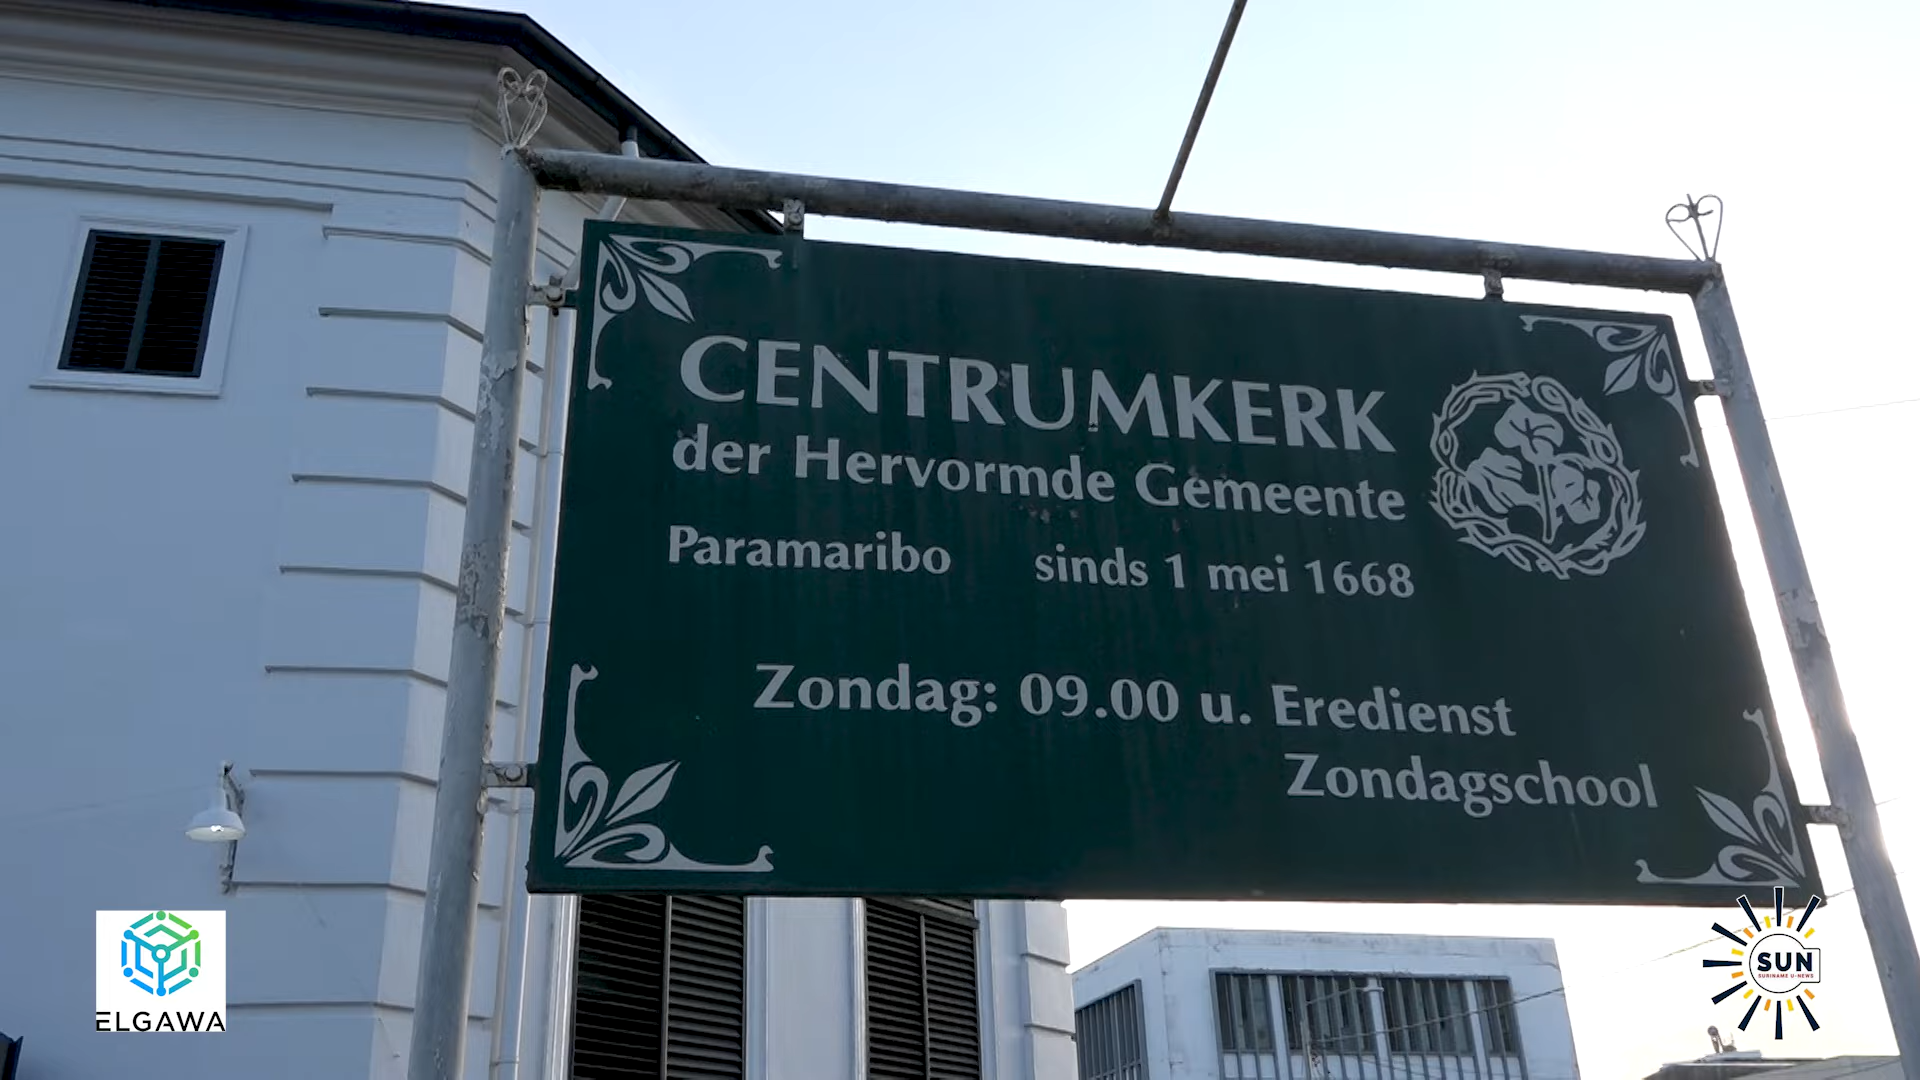 CENTRUMKERK
der Hervormde Gemeente
Paramaribo sinds 1 mei 1668
Zondag: 09.00 u. Eredienst
Zondagschool
ELGAWA
SUN
SURINAME U-NEWS